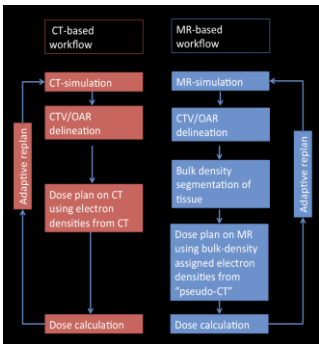 CT-based
workflow
MR-based
workflow
CT-simulation
MR-simulation
CTV/OAR
delineation
CTV/OAR
delineation
Adaptive replan
Adaptive replan
Bulk density
segmentation of
tissue
Dose plan on CT
using electron
densities from CT
Dose plan on MR
using bulk-density
assigned electron
densities from
“pseudo-CT”
Dose calculation
Dose calculation